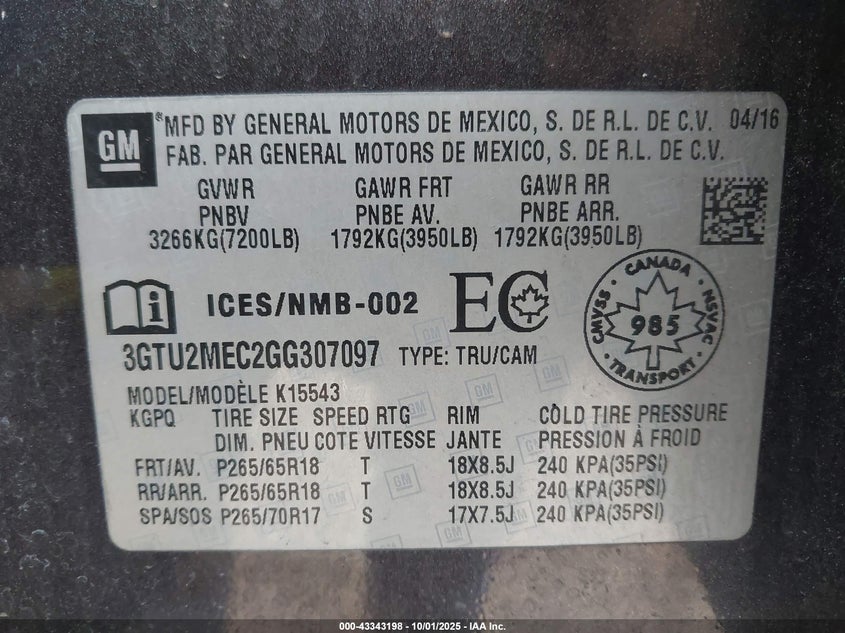 GM
® MFD BY GENERAL MOTORS DE MEXICO, S. DE R.L. DE C.V. 04/16
FAB. PAR GENERAL MOTORS DE MEXICO, S. DE R.L. DE C.V.
GVWR GAWR FRT GAWR RR
PNBV PNBE AV. PNBE ARR.
3266KG(7200LB) 1792KG(3950LB) 1792KG(3950LB)
ICES/NMB-002 EC
CANADA
CMVSS 985 NSVAC
TRANSPORT
3GTU2MEC2GG307097 TYPE: TRU/CAM
MODEL/MODÈLE K15543
KGPQ TIRE SIZE SPEED RTG RIM COLD TIRE PRESSURE
DIM. PNEU COTE VITESSE JANTE PRESSION À FROID
FRT/AV. P265/65R18 T 18X8.5J 240 KPA(35PSI)
RR/ARR. P265/65R18 T 18X8.5J 240 KPA(35PSI)
SPA/SOS P265/70R17 S 17X7.5J 240 KPA(35PSI)
000-43343198 - 10/01/2025 - IAA Inc.